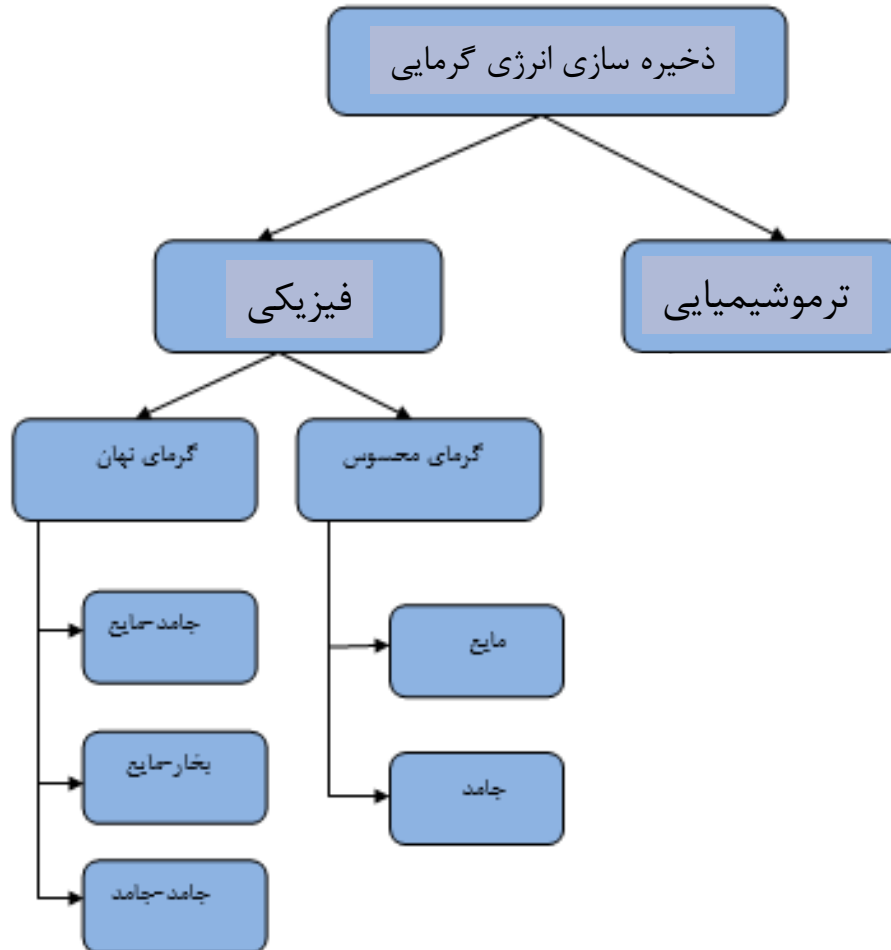 ذخیره سازی انرژی گرمایی
ترموشیمیایی
فیزیکی
گرمای محسوس
گرمای نهان
مایع
جامد
جامد-مایع
بخار-مایع
جامد-جامد